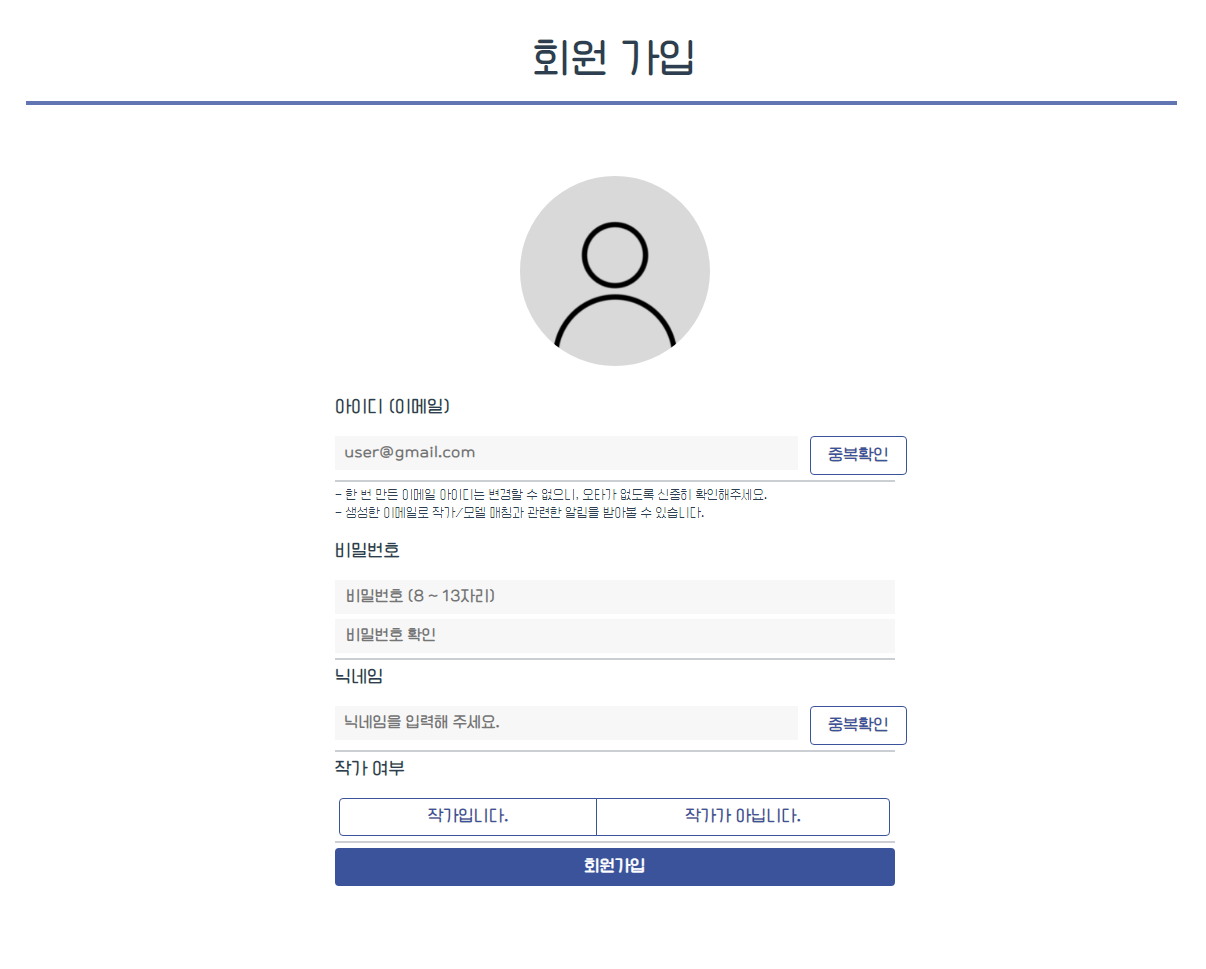 회원 가입
아이디 (이메일)
user@gmail.com
중복확인
- 한 번 만든 이메일 아이디는 변경할 수 없으니, 오타가 없도록 신중히 확인해주세요.
- 생성한 이메일로 작가/모델 매칭과 관련한 알림을 받아볼 수 있습니다.
비밀번호
비밀번호 (8 ~ 13자리)
비밀번호 확인
닉네임
닉네임을 입력해 주세요.
중복확인
작가 여부
작가입니다.
작가가 아닙니다.
회원가입